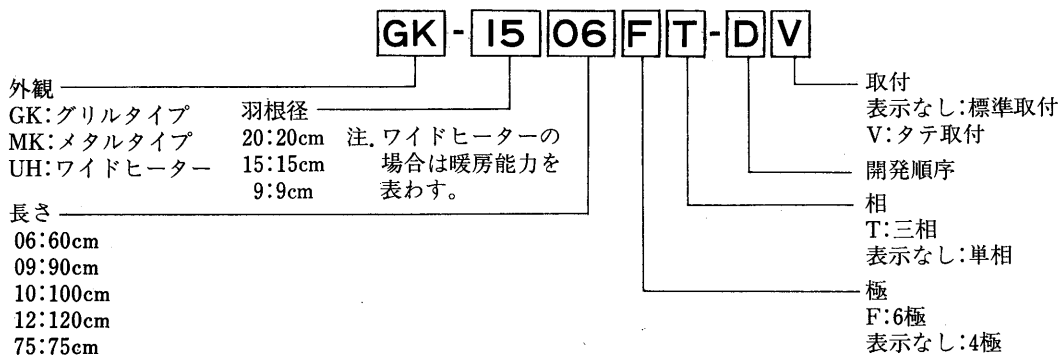 GK-1506FT-DV
外観
GK:グリルタイプ
MK:メタルタイプ
UH:ワイドヒーター
羽根径
20:20cm
15:15cm
9:9cm
注.ワイドヒーターの
場合は暖房能力を
表わす。
長さ
06:60cm
09:90cm
10:100cm
12:120cm
75:75cm
取付
表示なし:標準取付
V:タテ取付
開発順序
相
T:三相
表示なし:単相
極
F:6極
表示なし:4極